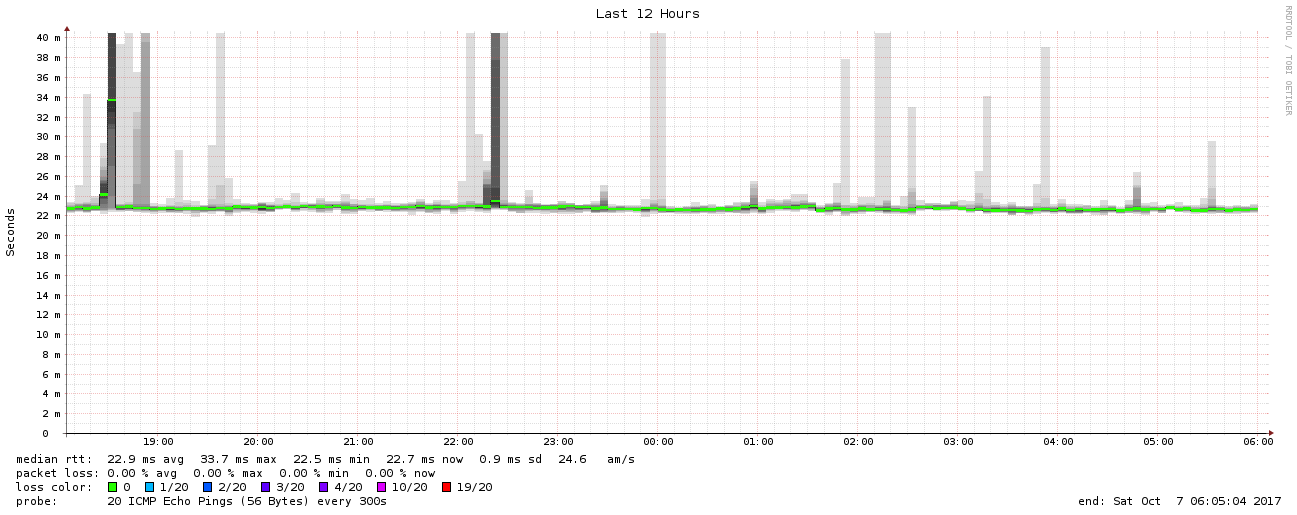 Last 12 Hours
RRDTOOL / TOBI OETIKER
Seconds
40 m
38 m
36 m
34 m
32 m
30 m
28 m
26 m
24 m
22 m
20 m
18 m
16 m
14 m
12 m
10 m
8 m
6 m
4 m
2 m
0
19:00 20:00 21:00 22:00 23:00 00:00 01:00 02:00 03:00 04:00 05:00 06:00
median rtt: 22.9 ms avg 33.7 ms max 22.5 ms min 22.7 ms now 0.9 ms sd 24.6 am/s
packet loss: 0.00 % avg 0.00 % max 0.00 % min 0.00 % now
loss color: 0 1/20 2/20 3/20 4/20 10/20 19/20
probe: 20 ICMP Echo Pings (56 Bytes) every 300s end: Sat Oct 7 06:05:04 2017